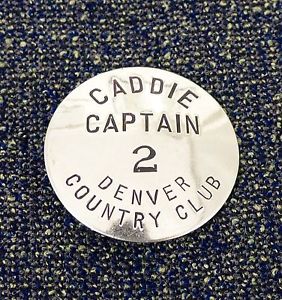 CADDIE
CAPTAIN
2
DENVER
COUNTRY CLUB